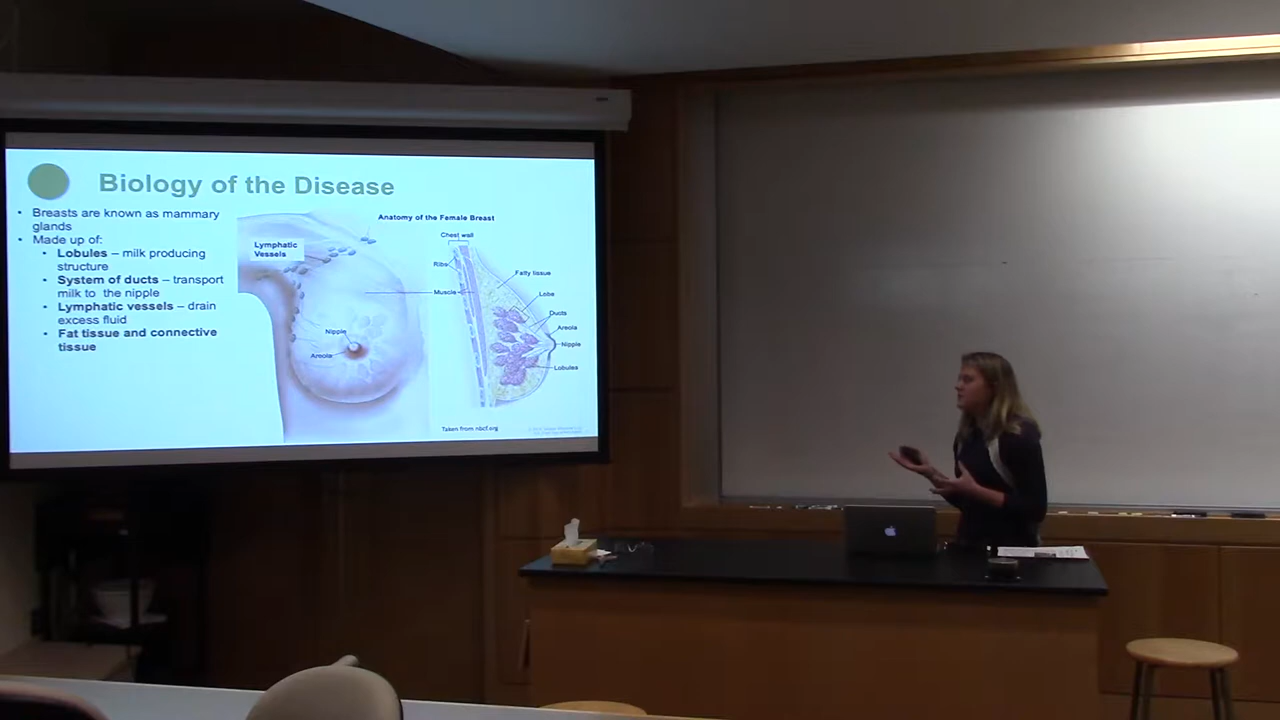 Biology of the Disease
• Breasts are known as mammary
glands
• Made up of:
• Lobules – milk producing
structure
• System of ducts – transport
milk to the nipple
• Lymphatic vessels – drain
excess fluid
• Fat tissue and connective
tissue
Anatomy of the Female Breast
Lymphatic
Vessels
Nipple
Areola
Chest wall
Ribs
Muscle
Fatty tissue
Lobe
Ducts
Areola
Nipple
Lobules
Taken from nbcf.org